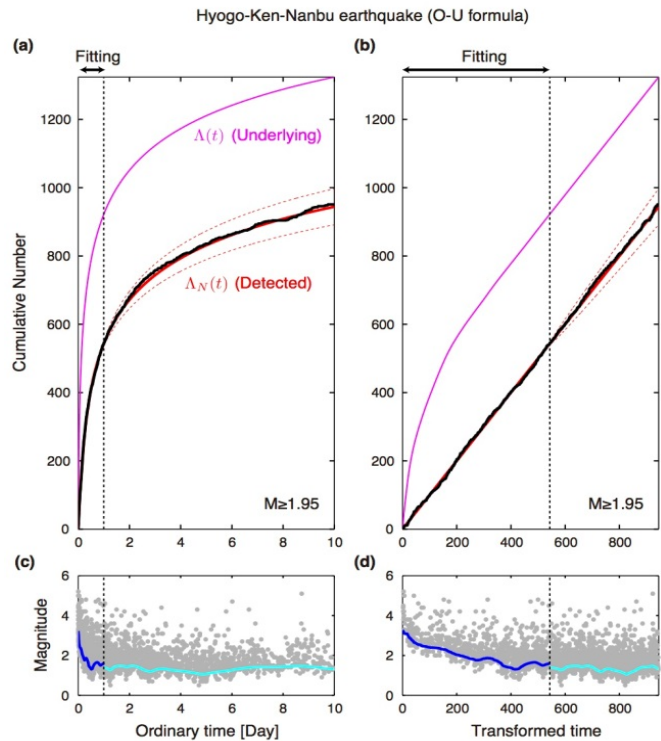 Hyogo-Ken-Nanbu earthquake (O-U formula)
(a)
Fitting
1200
1000
800
600
400
200
0
Cumulative Number
Λ(t) (Underlying)
Λ_N(t) (Detected)
M≥1.95
0 2 4 6 8 10
(b)
Fitting
1200
1000
800
600
400
200
0
M≥1.95
0 200 400 600 800
(c)
6
4
2
0
Magnitude
0 2 4 6 8 10
Ordinary time [Day]
(d)
6
4
2
0
0 200 400 600 800
Transformed time